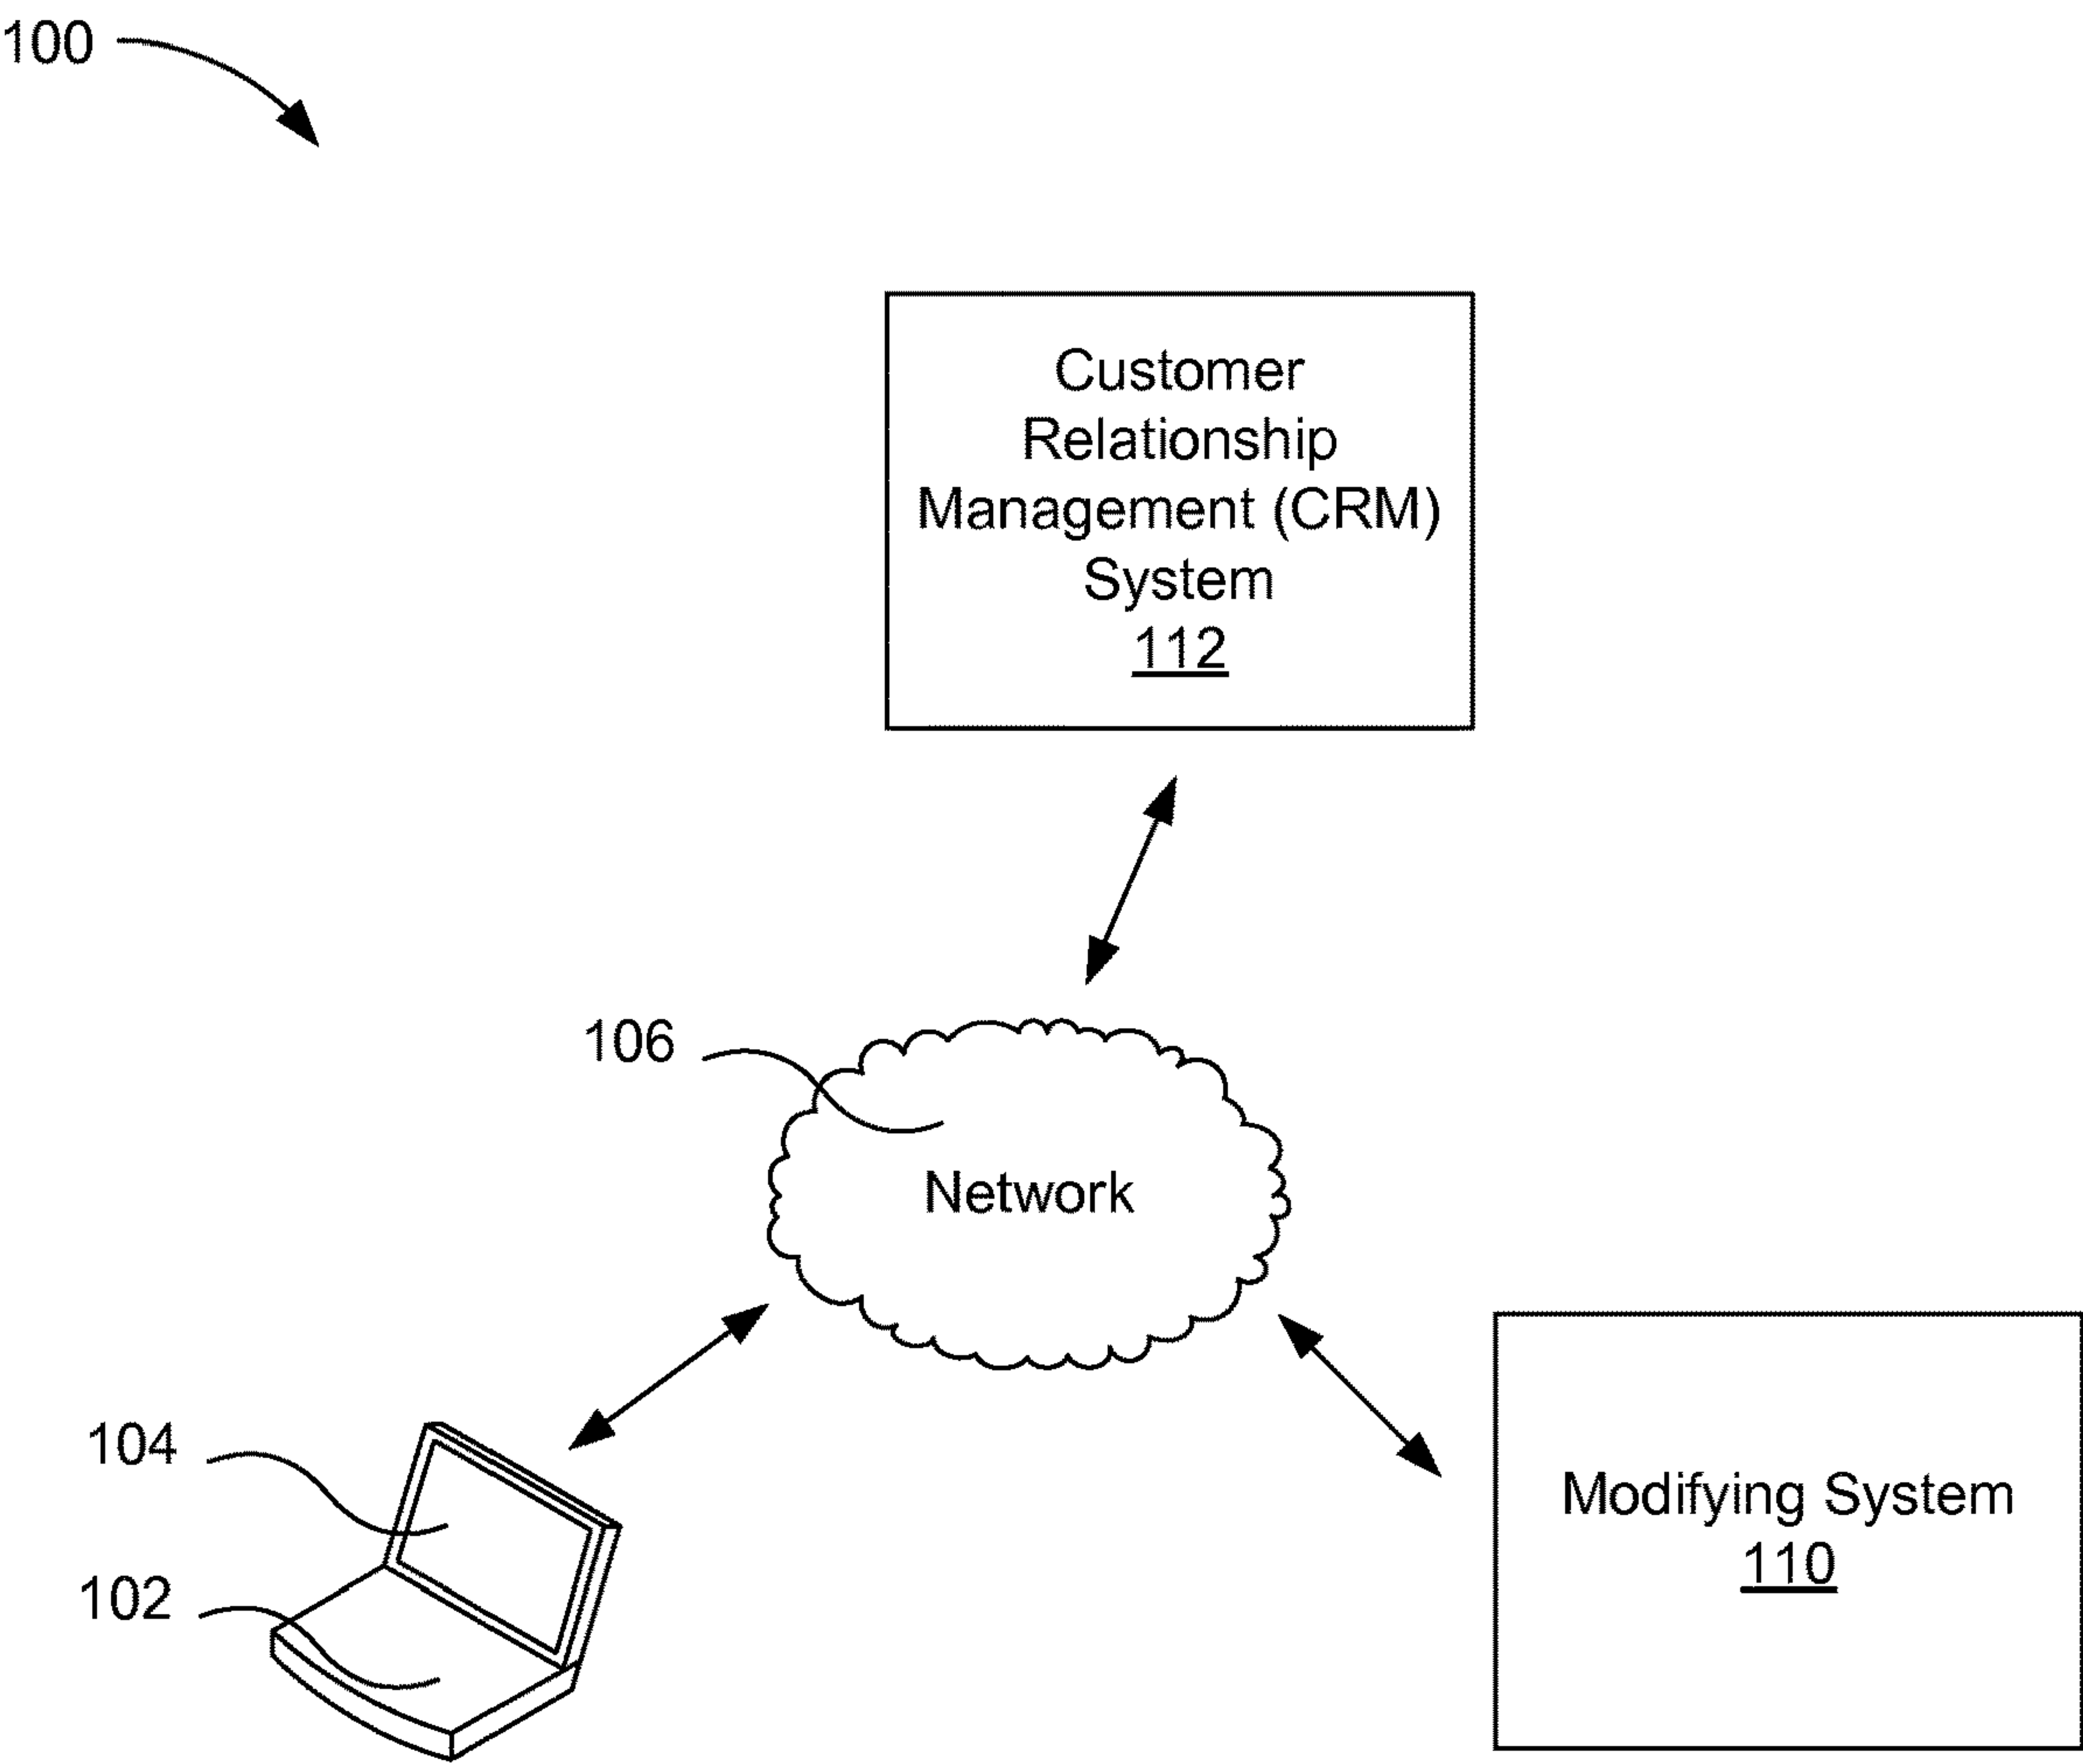 100
Customer
Relationship
Management (CRM)
System
112
106
Network
104
102
Modifying System
110